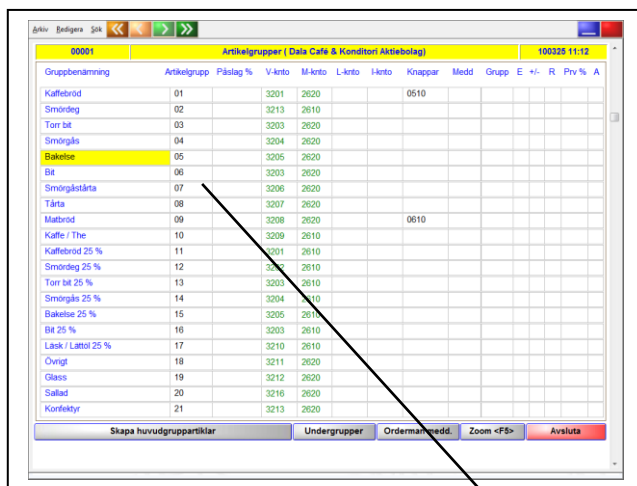 Arkiv Redigera Sök
00001 Artikelgrupper ( Dala Café & Konditori Aktiebolag) 100325 11:12
Gruppbenämning Artikelgrupp Påslag % V-knto M-knto L-knto I-knto Knappar Medd Grupp E +/- R Prv % A
Kaffebröd 01 3201 2620 0510
Smördeg 02 3213 2610
Torr bit 03 3203 2620
Smörgås 04 3204 2620
Bakelse 05 3205 2620
Bit 06 3203 2620
Smörgåstårta 07 3206 2620
Tårta 08 3207 2620
Matbröd 09 3208 2620 0610
Kaffe / The 10 3209 2610
Kaffebröd 25 % 11 3201 2610
Smördeg 25 % 12 3202 2610
Torr bit 25 % 13 3203 2610
Smörgås 25 % 14 3204 2610
Bakelse 25 % 15 3205 2610
Bit 25 % 16 3203 2610
Läsk / Lättöl 25 % 17 3210 2610
Övrigt 18 3211 2620
Glass 19 3212 2620
Sallad 20 3216 2620
Konfektyr 21 3213 2620
Skapa huvudgruppartiklar Undergrupper Orderman medd. Zoom <F5> Avsluta